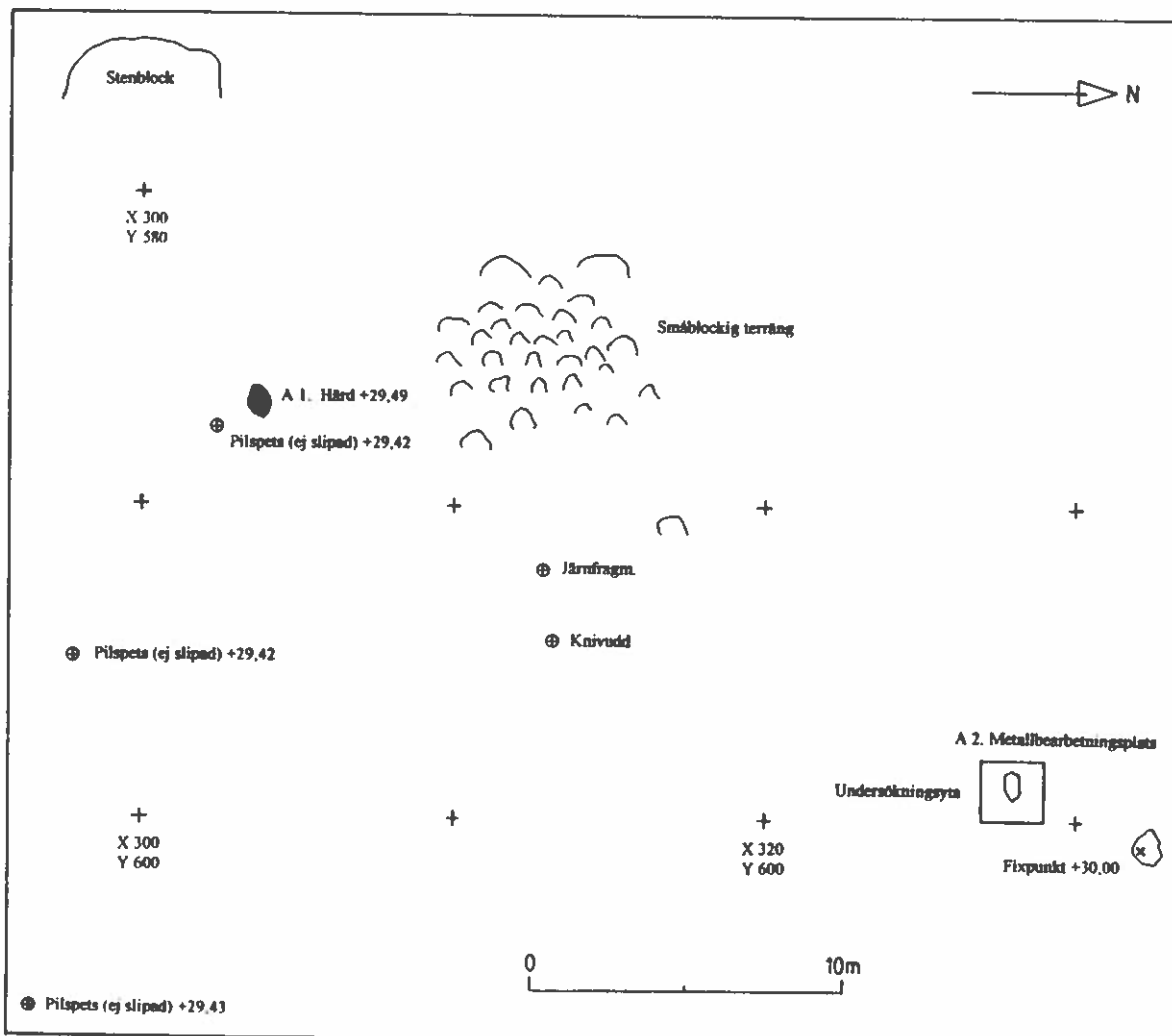 Stenblock
N
X 300
Y 580
Småblockig terräng
A 1. Härd +29,49
Pilspets (ej slipad) +29,42
Järnfragm.
Knivudd
Pilspets (ej slipad) +29,42
A 2. Metallbearbetningsplats
Undersökningsyta
X 300
Y 600
X 320
Y 600
Fixpunkt +30,00
0
10m
Pilspets (ej slipad) +29,43